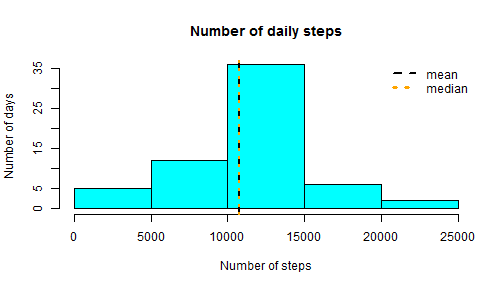 Number of daily steps
mean
median
Number of days
35
25
15
5
0
0 5000 10000 15000 20000 25000
Number of steps